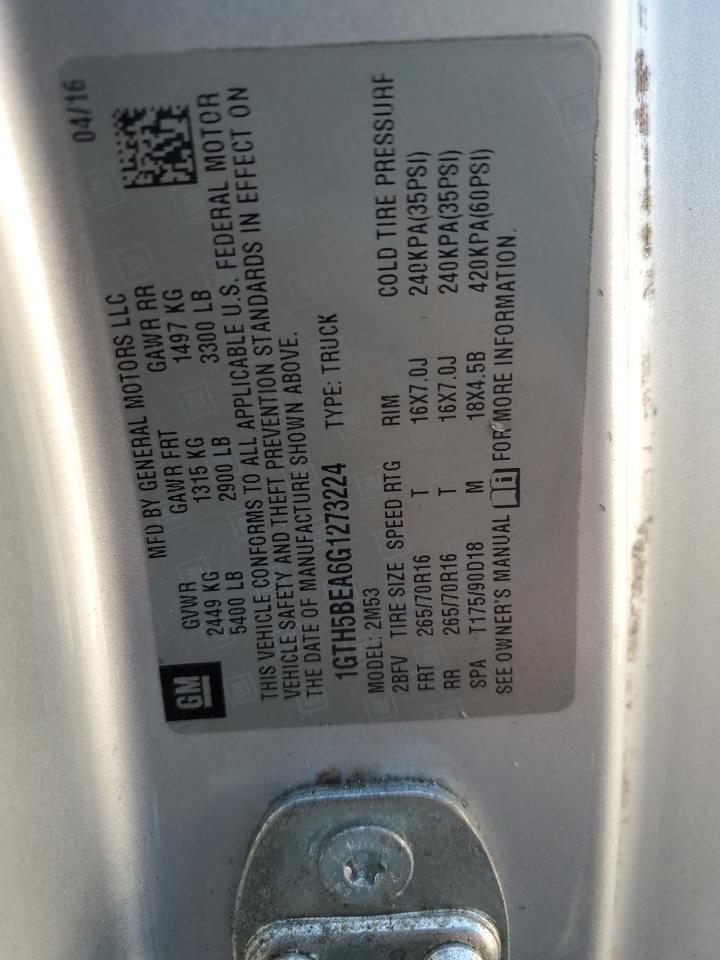 04/16
MFD BY GENERAL MOTORS LLC
GM
GVWR GAWR FRT GAWR RR
2449 KG 1315 KG 1497 KG
5400 LB 2900 LB 3300 LB
THIS VEHICLE CONFORMS TO ALL APPLICABLE U.S. FEDERAL MOTOR
VEHICLE SAFETY AND THEFT PREVENTION STANDARDS IN EFFECT ON
THE DATE OF MANUFACTURE SHOWN ABOVE.
1GTH5BEA6G1273224 TYPE: TRUCK
MODEL: 2M53
2BFV TIRE SIZE SPEED RTG RIM COLD TIRE PRESSURE
FRT 265/70R16 T 16X7.0J 240KPA(35PSI)
RR 265/70R16 T 16X7.0J 240KPA(35PSI)
SPA T175/90D18 M 18X4.5B 420KPA(60PSI)
SEE OWNER'S MANUAL FOR MORE INFORMATION.